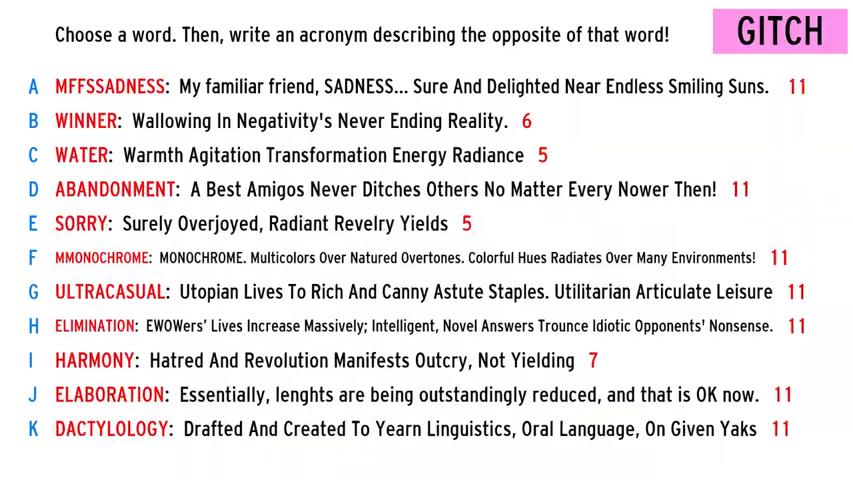 Choose a word. Then, write an acronym describing the opposite of that word!
GITCH
A MFFSSADNESS: My familiar friend, SADNESS... Sure And Delighted Near Endless Smiling Suns. 11
B WINNER: Wallowing In Negativity's Never Ending Reality. 6
C WATER: Warmth Agitation Transformation Energy Radiance 5
D ABANDONMENT: A Best Amigos Never Ditches Others No Matter Every Nower Then! 11
E SORRY: Surely Overjoyed, Radiant Revelry Yields 5
F MMONOCHROME: MONOCHROME. Multicolors Over Natured Overtones. Colorful Hues Radiates Over Many Environments! 11
G ULTRACASUAL: Utopian Lives To Rich And Canny Astute Staples. Utilitarian Articulate Leisure 11
H ELIMINATION: EWOWers' Lives Increase Massively; Intelligent, Novel Answers Trounce Idiotic Opponents' Nonsense. 11
I HARMONY: Hatred And Revolution Manifests Outcry, Not Yielding 7
J ELABORATION: Essentially, lenghts are being outstandingly reduced, and that is OK now. 11
K DACTYLOLOGY: Drafted And Created To Yearn Linguistics, Oral Language, On Given Yaks 11